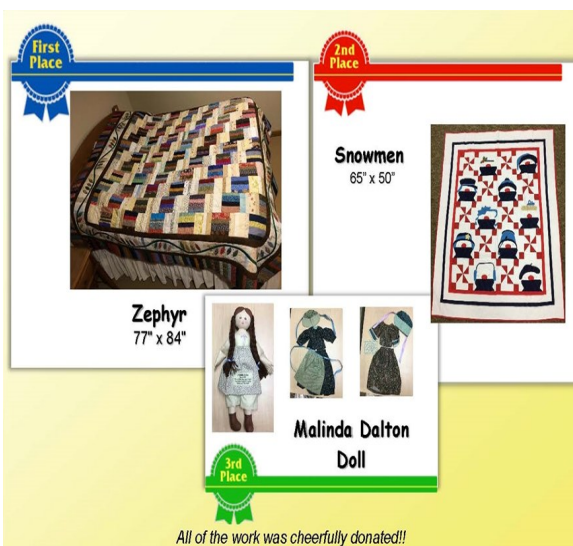 First
Place
2nd
Place
Snowmen
65" x 50"
Zephyr
77" x 84"
Malinda Dalton
Doll
3rd
Place
All of the work was cheerfully donated!!